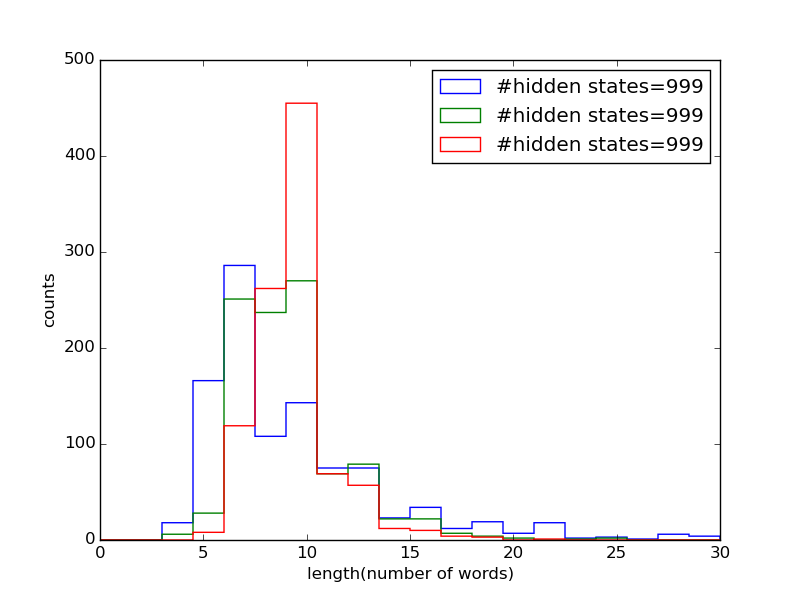 500
#hidden states=999
#hidden states=999
#hidden states=999
400
300
200
100
0
counts
0 5 10 15 20 25 30
length(number of words)